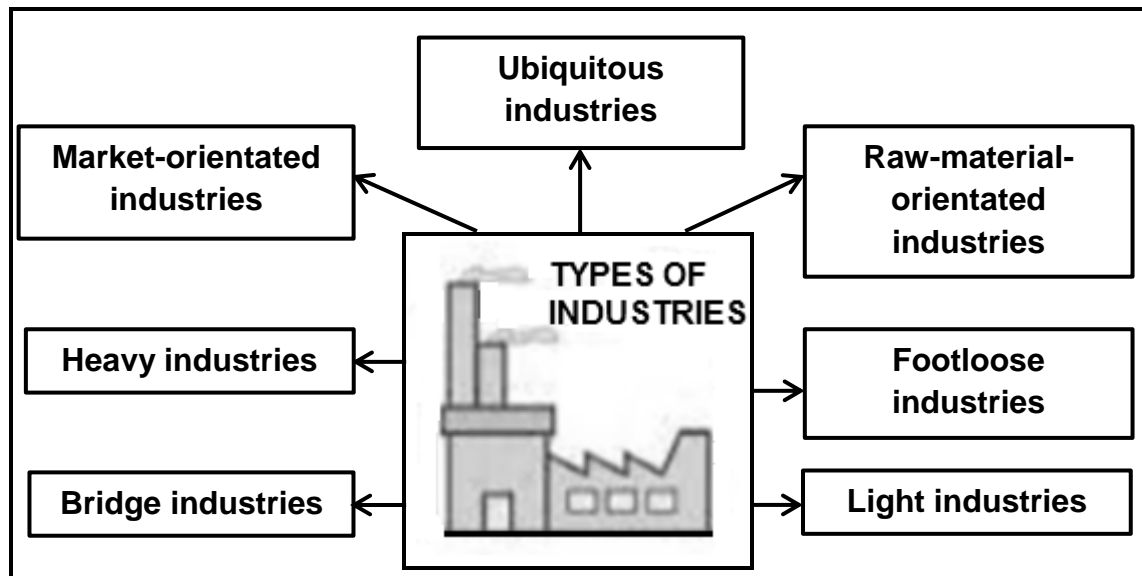 Ubiquitous
industries
Market-orientated
industries
Raw-material-
orientated
industries
TYPES OF
INDUSTRIES
Heavy industries
Footloose
industries
Bridge industries
Light industries